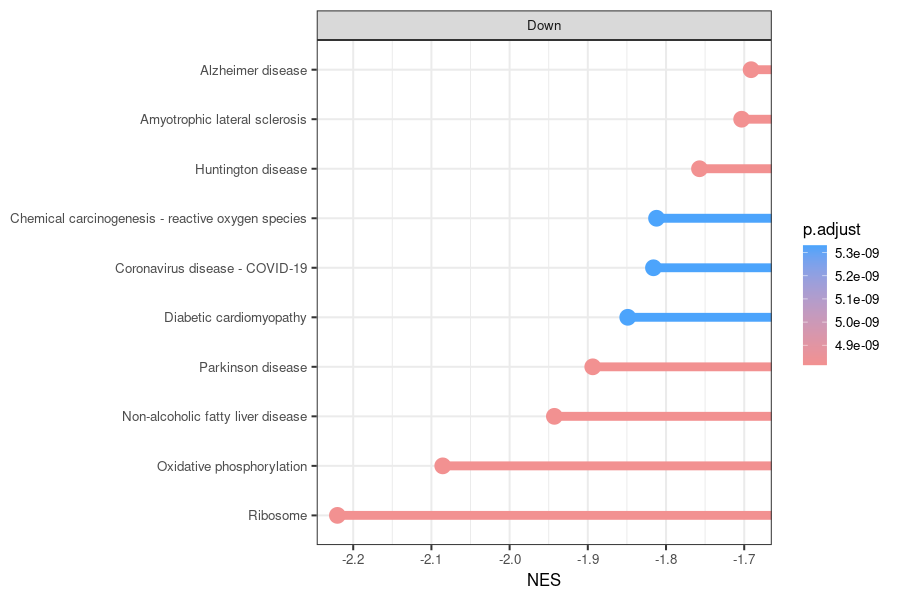 Down
Alzheimer disease
Amyotrophic lateral sclerosis
Huntington disease
Chemical carcinogenesis - reactive oxygen species
Coronavirus disease - COVID-19
Diabetic cardiomyopathy
Parkinson disease
Non-alcoholic fatty liver disease
Oxidative phosphorylation
Ribosome
-2.2 -2.1 -2.0 -1.9 -1.8 -1.7
NES
p.adjust
5.3e-09
5.2e-09
5.1e-09
5.0e-09
4.9e-09